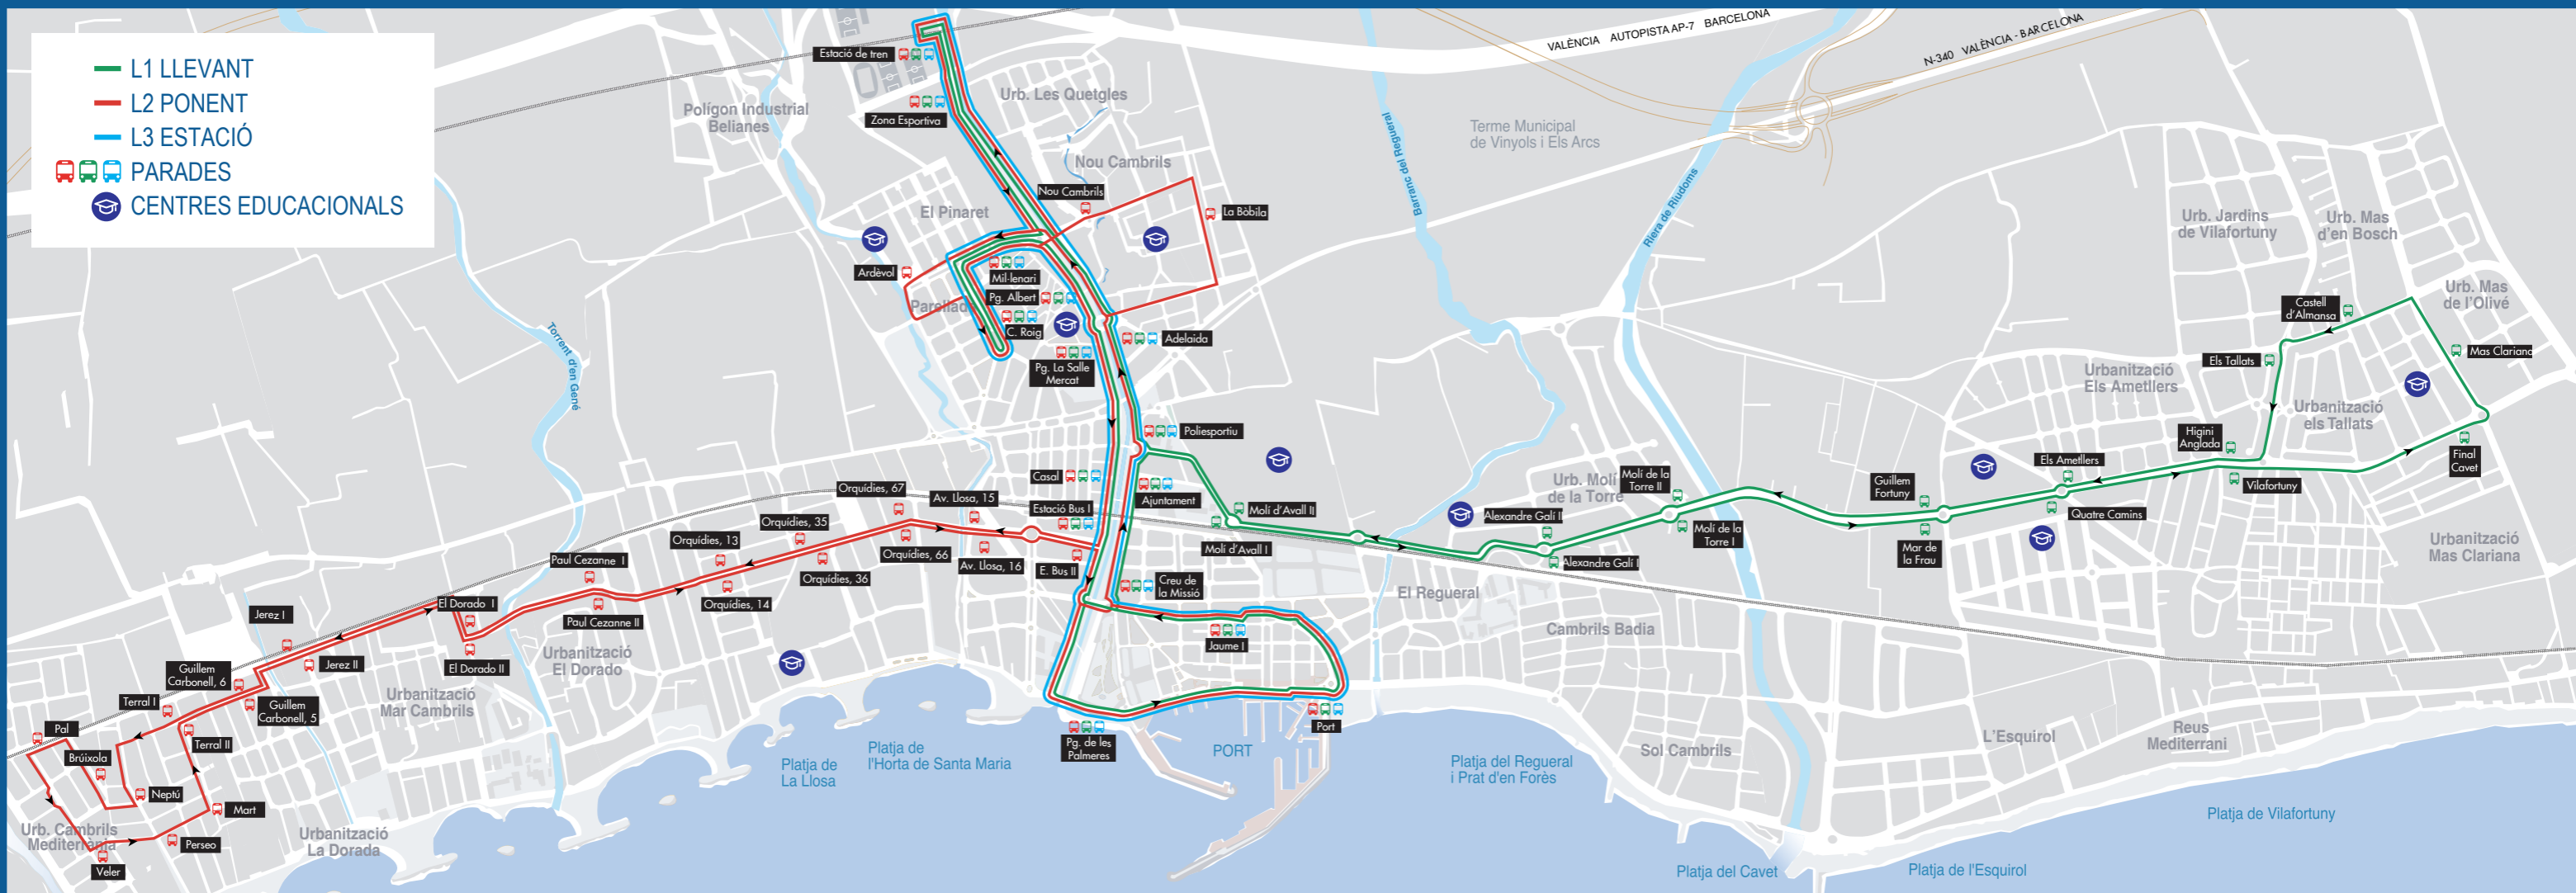 L1 LLEVANT
L2 PONENT
L3 ESTACIÓ
PARADES
CENTRES EDUCACIONALS
VALÈNCIA AUTOPISTA AP-7 BARCELONA
N-340 VALÈNCIA - BARCELONA
Estació de tren
Zona Esportiva
Polígon Industrial
Belianes
Urb. Les Quetgles
Nou Cambrils
Nou Cambrils
La Bòbila
El Pinaret
Ardèvol
Parellada
Mil·lenari
Pg. Albert
C. Roig
Pg. La Salle
Mercat
Adelaida
Terme Municipal
de Vinyols i Els Arcs
Barranc del Regueral
Riera de Riudoms
Torrent d'en Gené
Urb. Jardins
de Vilafortuny
Urb. Mas
d'en Bosch
Urb. Mas
de l'Olivé
Castell
d'Almansa
Els Tallats
Mas Clariana
Urbanització
Els Ametllers
Urbanització
els Tallats
Higini
Anglada
Final
Cavet
Vilafortuny
Els Ametllers
Quatre Camins
Guillem
Fortuny
Mar de
la Frau
Urbanització
Mas Clariana
Poliesportiu
Casal
Ajuntament
Estació Bus I
E. Bus II
Molí d'Avall II
Molí d'Avall I
Urb. Molí
de la Torre
Molí de la
Torre II
Molí de la
Torre I
Alexandre Galí II
Alexandre Galí I
Orquídies, 67
Av. Llosa, 15
Orquídies, 35
Orquídies, 13
Paul Cezanne I
Orquídies, 66
Av. Llosa, 16
Orquídies, 36
Orquídies, 14
Paul Cezanne II
El Dorado I
El Dorado II
Creu de
la Missió
Jaume I
El Regueral
Cambrils Badia
Jerez I
Jerez II
Guillem
Carbonell, 6
Guillem
Carbonell, 5
Terral I
Terral II
Urbanització
El Dorado
Urbanització
Mar Cambrils
Pal
Brúixola
Neptú
Mart
Perseo
Veler
Urb. Cambrils
Mediterrània
Urbanització
La Dorada
Pg. de les
Palmeres
Port
PORT
Platja de
La Llosa
Platja de
l'Horta de Santa Maria
Platja del Regueral
i Prat d'en Forès
Sol Cambrils
L'Esquirol
Reus
Mediterrani
Platja del Cavet
Platja de l'Esquirol
Platja de Vilafortuny